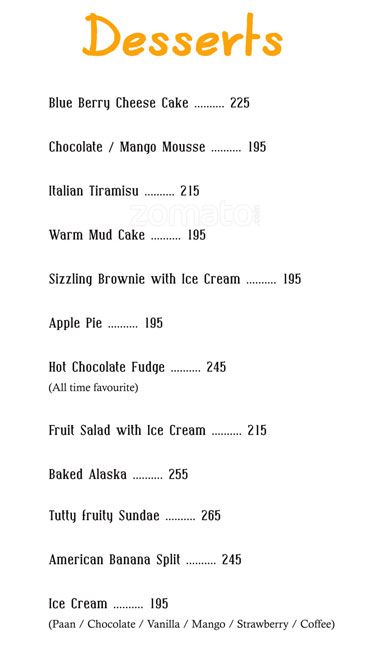 Desserts
Blue Berry Cheese Cake .......... 225
Chocolate / Mango Mousse .......... 195
Italian Tiramisu .......... 215
zomato.com
Warm Mud Cake .......... 195
Sizzling Brownie with Ice Cream .......... 195
Apple Pie .......... 195
Hot Chocolate Fudge .......... 245
(All time favourite)
Fruit Salad with Ice Cream .......... 215
Baked Alaska .......... 255
Tutty fruity Sundae .......... 265
American Banana Split .......... 245
Ice Cream .......... 195
(Paan / Chocolate / Vanilla / Mango / Strawberry / Coffee)